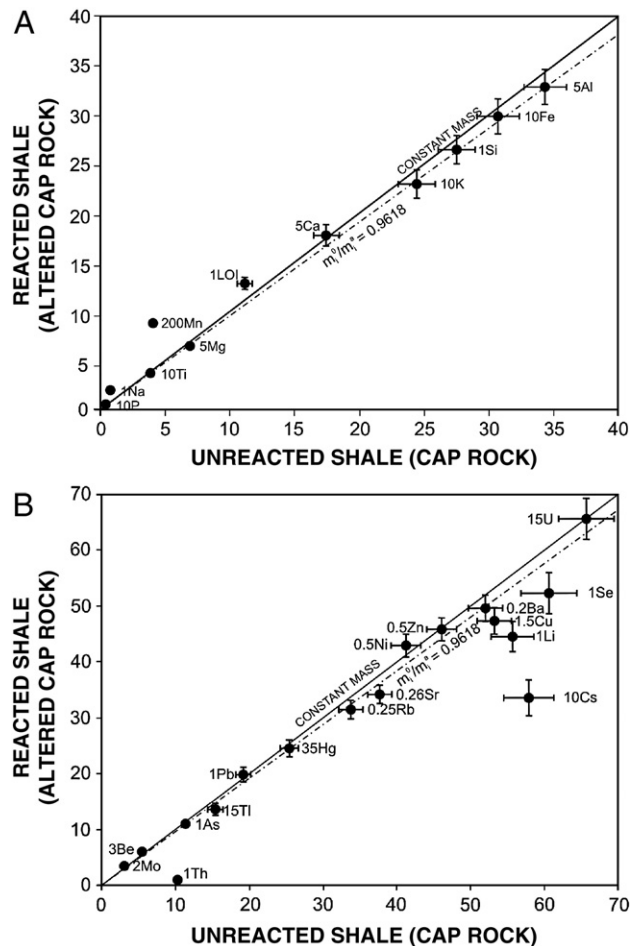 A
REACTED SHALE
(ALTERED CAP ROCK)
40
35
30
25
20
15
10
5
0
CONSTANT MASS
5Al
10Fe
1Si
10K
mᵢ⁰/mᵢᵃ = 0.9618
5Ca
1LOI
200Mn
5Mg
10Ti
1Na
10P
0 5 10 15 20 25 30 35 40
UNREACTED SHALE (CAP ROCK)
B
REACTED SHALE
(ALTERED CAP ROCK)
70
60
50
40
30
20
10
0
15U
1Se
0.2Ba
1.5Cu
0.5Zn
1Li
0.5Ni
mᵢ⁰/mᵢᵃ = 0.9618
CONSTANT MASS
0.26Sr
10Cs
0.25Rb
35Hg
1Pb
15Tl
1As
3Be
2Mo
1Th
0 10 20 30 40 50 60 70
UNREACTED SHALE (CAP ROCK)